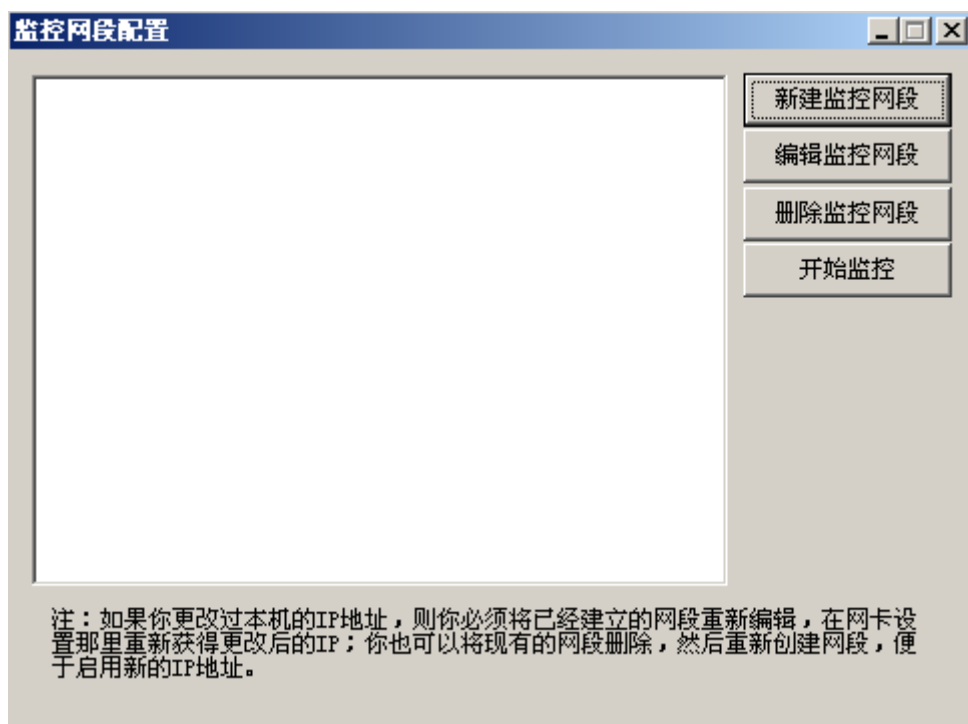 监控网段配置
新建监控网段
编辑监控网段
删除监控网段
开始监控
注：如果你更改过本机的IP地址，则你必须将已经建立的网段重新编辑，在网卡设
置那里重新获得更改后的IP；你也可以将现有的网段删除，然后重新创建网段，便
于启用新的IP地址。